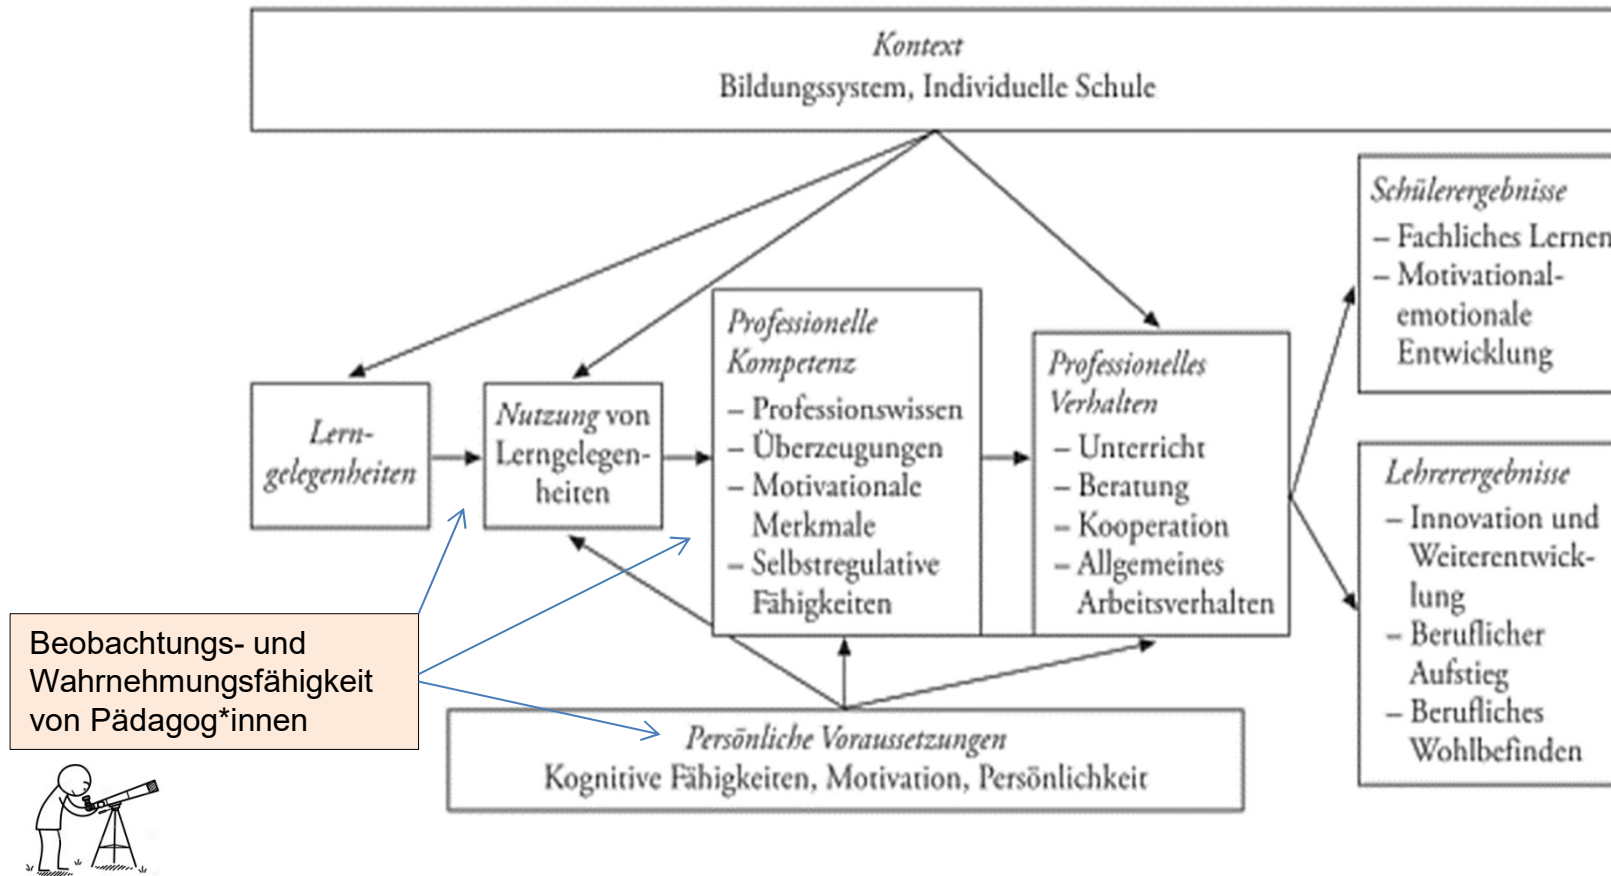 Kontext
Bildungssystem, Individuelle Schule
Schülerergebnisse
– Fachliches Lernen
– Motivational-
emotionale
Entwicklung
Lern-
gelegenheiten
Nutzung von
Lerngelegen-
heiten
Professionelle
Kompetenz
– Professionswissen
– Überzeugungen
– Motivationale
Merkmale
– Selbstregulative
Fähigkeiten
Professionelles
Verhalten
– Unterricht
– Beratung
– Kooperation
– Allgemeines
Arbeitsverhalten
Lehrerergebnisse
– Innovation und
Weiterentwick-
lung
– Beruflicher
Aufstieg
– Berufliches
Wohlbefinden
Beobachtungs- und
Wahrnehmungsfähigkeit
von Pädagog*innen
Persönliche Voraussetzungen
Kognitive Fähigkeiten, Motivation, Persönlichkeit